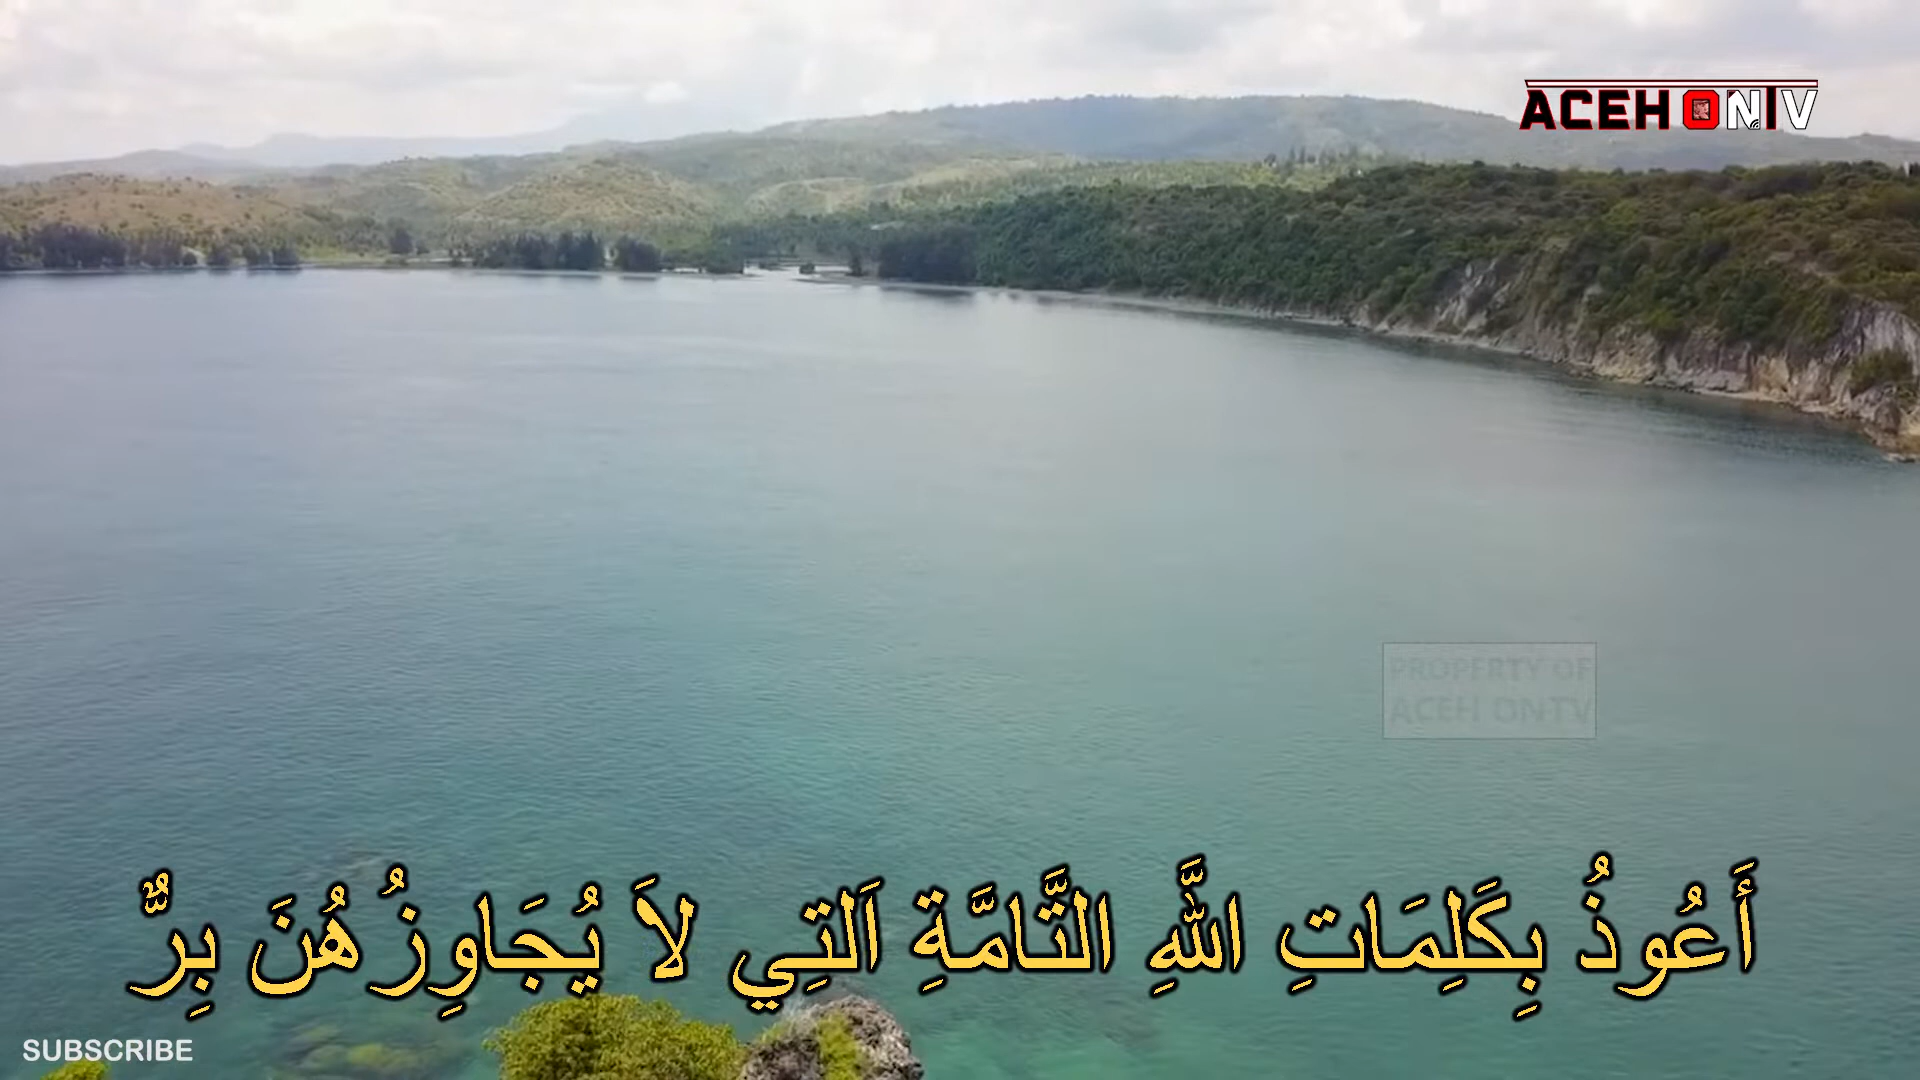 ACEH ONTV
PROPERTY OF
ACEH ONTV
أَعُوذُ بِكَلِمَاتِ اللَّهِ التَّامَّةِ اَلتِي لاَ يُجَاوِزُهُنَ بِرٌّ
SUBSCRIBE